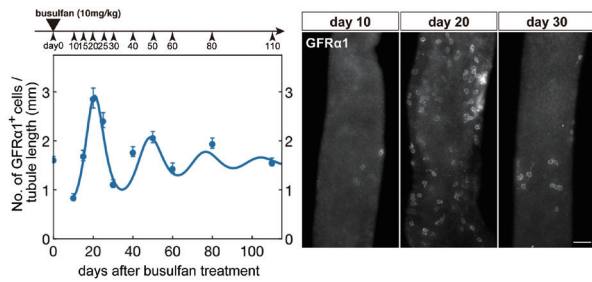 busulfan (10mg/kg)
day0 10 15 20 25 30 40 50 60 80 110
No. of GFRα1+ cells /
tubule length (mm)
3 3
2 2
1 1
0 0
0 20 40 60 80 100
days after busulfan treatment
day 10 day 20 day 30
GFRα1